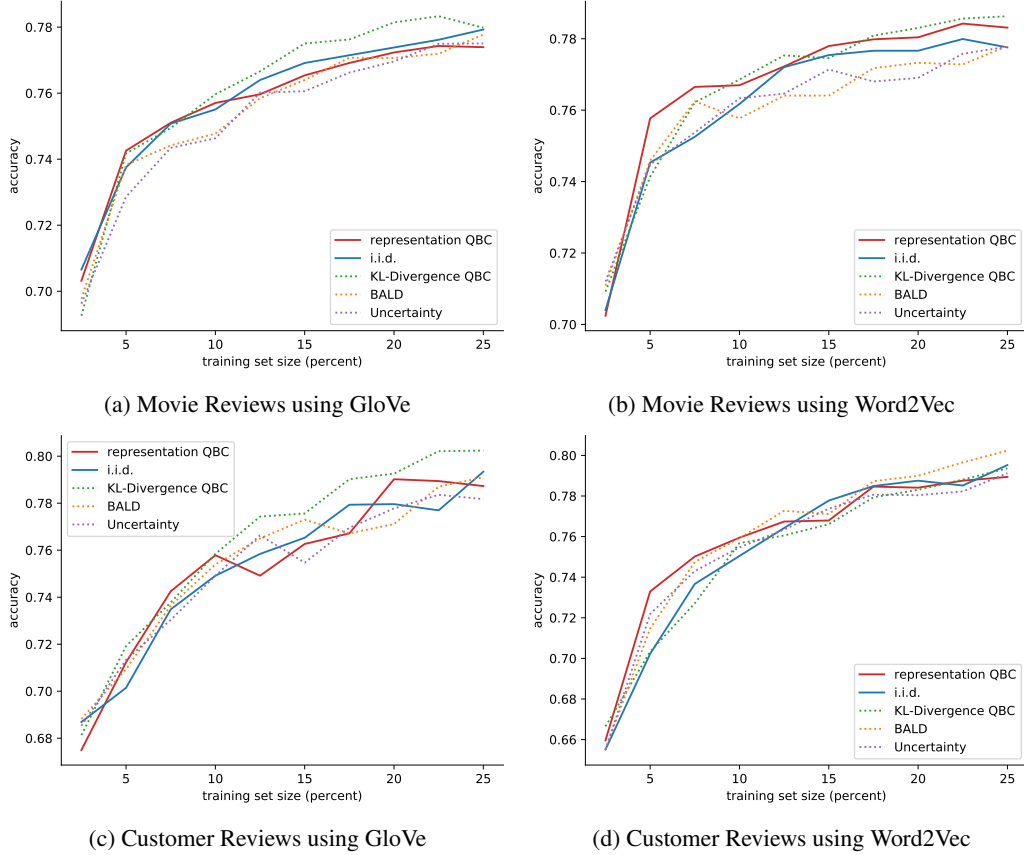 0.78
0.76
0.74
0.72
0.70
accuracy
5
10
15
20
25
training set size (percent)
representation QBC
i.i.d.
KL-Divergence QBC
BALD
Uncertainty
(a) Movie Reviews using GloVe
0.78
0.76
0.74
0.72
0.70
accuracy
5
10
15
20
25
training set size (percent)
representation QBC
i.i.d.
KL-Divergence QBC
BALD
Uncertainty
(b) Movie Reviews using Word2Vec
0.80
0.78
0.76
0.74
0.72
0.70
0.68
accuracy
5
10
15
20
25
training set size (percent)
representation QBC
i.i.d.
KL-Divergence QBC
BALD
Uncertainty
(c) Customer Reviews using GloVe
0.80
0.78
0.76
0.74
0.72
0.70
0.68
0.66
accuracy
5
10
15
20
25
training set size (percent)
representation QBC
i.i.d.
KL-Divergence QBC
BALD
Uncertainty
(d) Customer Reviews using Word2Vec